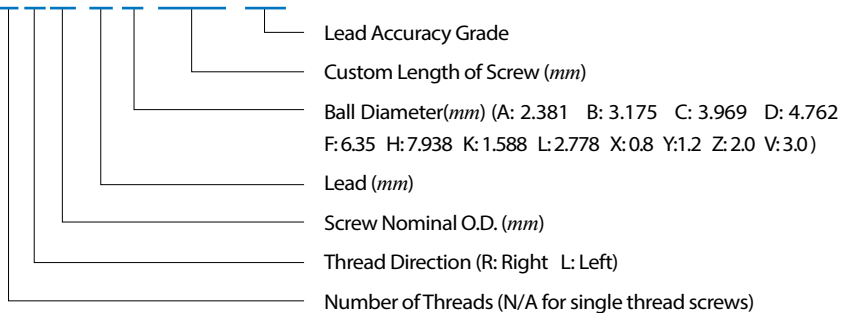 Lead Accuracy Grade
Custom Length of Screw (mm)
Ball Diameter(mm) (A: 2.381 B: 3.175 C: 3.969 D: 4.762
F: 6.35 H: 7.938 K: 1.588 L: 2.778 X: 0.8 Y:1.2 Z: 2.0 V: 3.0 )
Lead (mm)
Screw Nominal O.D. (mm)
Thread Direction (R: Right L: Left)
Number of Threads (N/A for single thread screws)